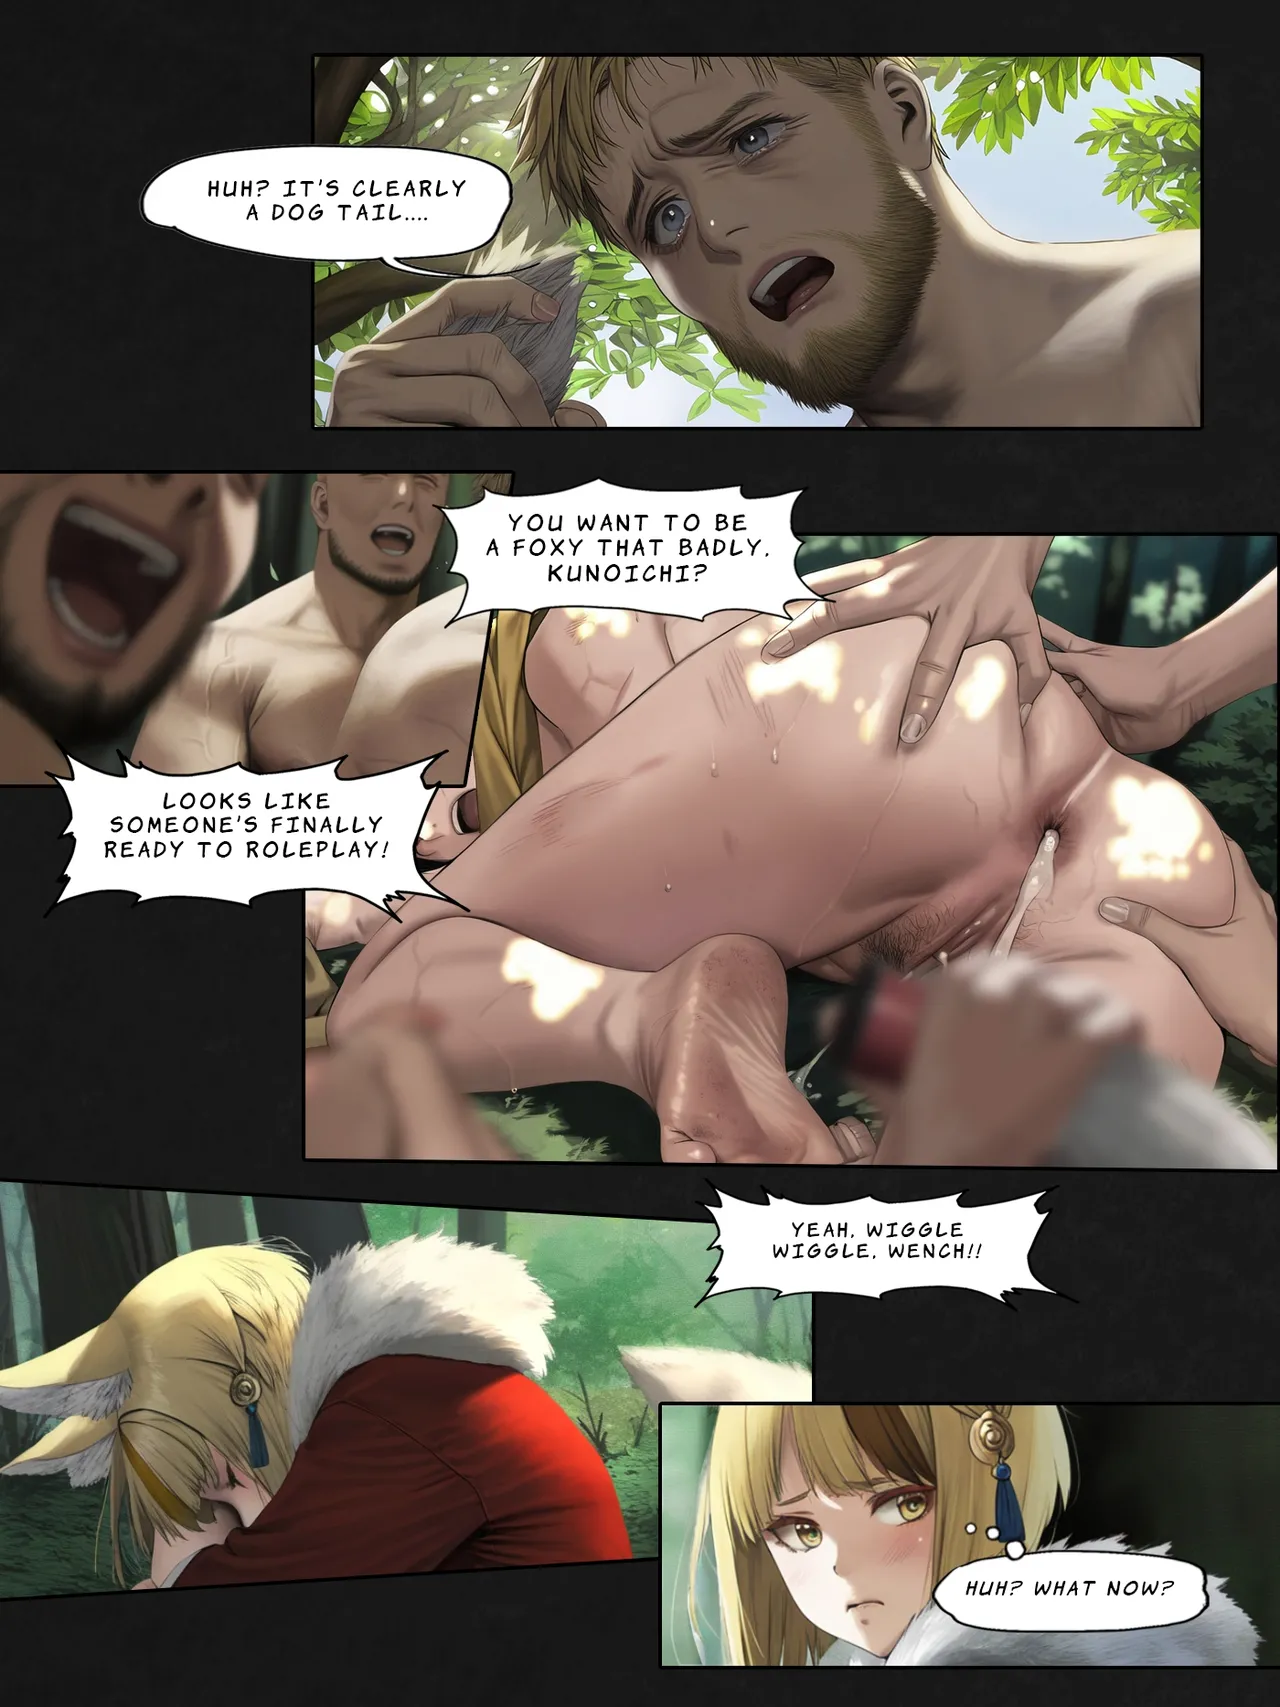 HUH? IT'S CLEARLY
A DOG TAIL....
YOU WANT TO BE
A FOXY THAT BADLY,
KUNOICHI?
LOOKS LIKE
SOMEONE'S FINALLY
READY TO ROLEPLAY!
YEAH, WIGGLE
WIGGLE, WENCH!!
HUH? WHAT NOW?